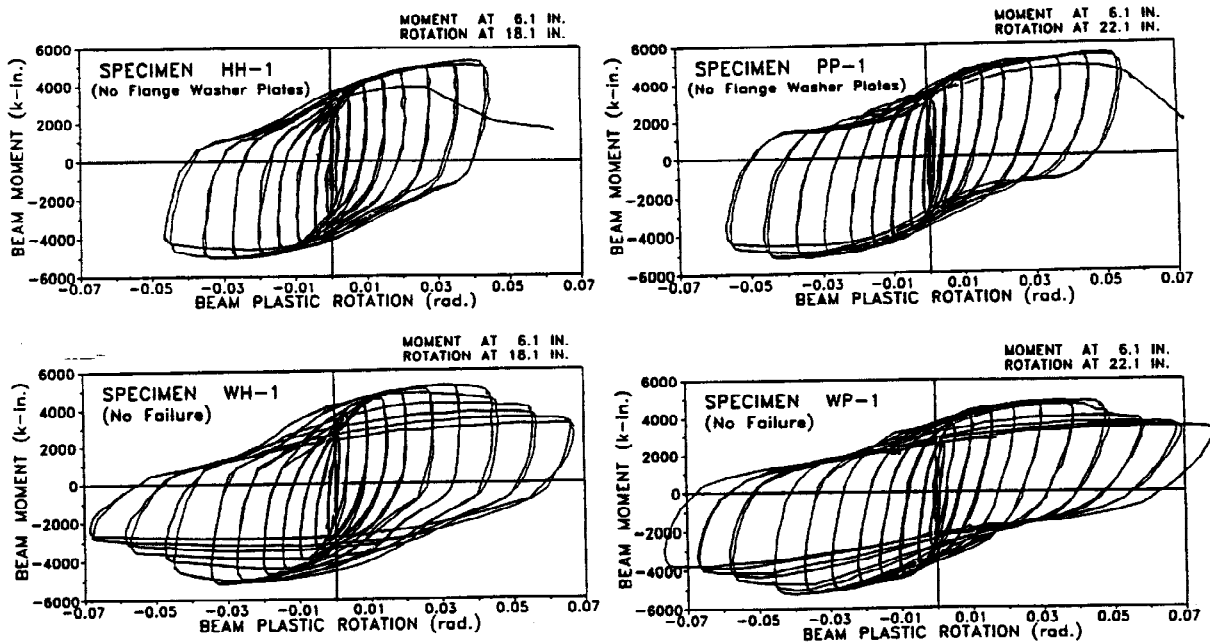 MOMENT AT 6.1 IN.
ROTATION AT 18.1 IN.
SPECIMEN HH-1
(No Flange Washer Plates)
BEAM MOMENT (k-in.)
6000
4000
2000
0
-2000
-4000
-6000
-0.07 -0.05 -0.03 -0.01 0.01 0.03 0.05 0.07
BEAM PLASTIC ROTATION (rad.)
MOMENT AT 6.1 IN.
ROTATION AT 22.1 IN.
SPECIMEN PP-1
(No Flange Washer Plates)
BEAM MOMENT (k-in.)
6000
4000
2000
0
-2000
-4000
-6000
-0.07 -0.05 -0.03 -0.01 0.01 0.03 0.05 0.07
BEAM PLASTIC ROTATION (rad.)
MOMENT AT 6.1 IN.
ROTATION AT 18.1 IN.
SPECIMEN WH-1
(No Failure)
BEAM MOMENT (k-in.)
6000
4000
2000
0
-2000
-4000
-6000
-0.07 -0.05 -0.03 -0.01 0.01 0.03 0.05 0.07
BEAM PLASTIC ROTATION (rad.)
MOMENT AT 6.1 IN.
ROTATION AT 22.1 IN.
SPECIMEN WP-1
(No Failure)
BEAM MOMENT (k-in.)
6000
4000
2000
0
-2000
-4000
-6000
-0.07 -0.05 -0.03 -0.01 0.01 0.03 0.05 0.07
BEAM PLASTIC ROTATION (rad.)